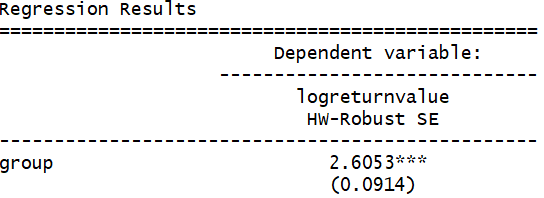 Regression Results
================================================
Dependent variable:
-----------------------------
logreturnvalue
HW-Robust SE
------------------------------------------------
group 2.6053***
(0.0914)